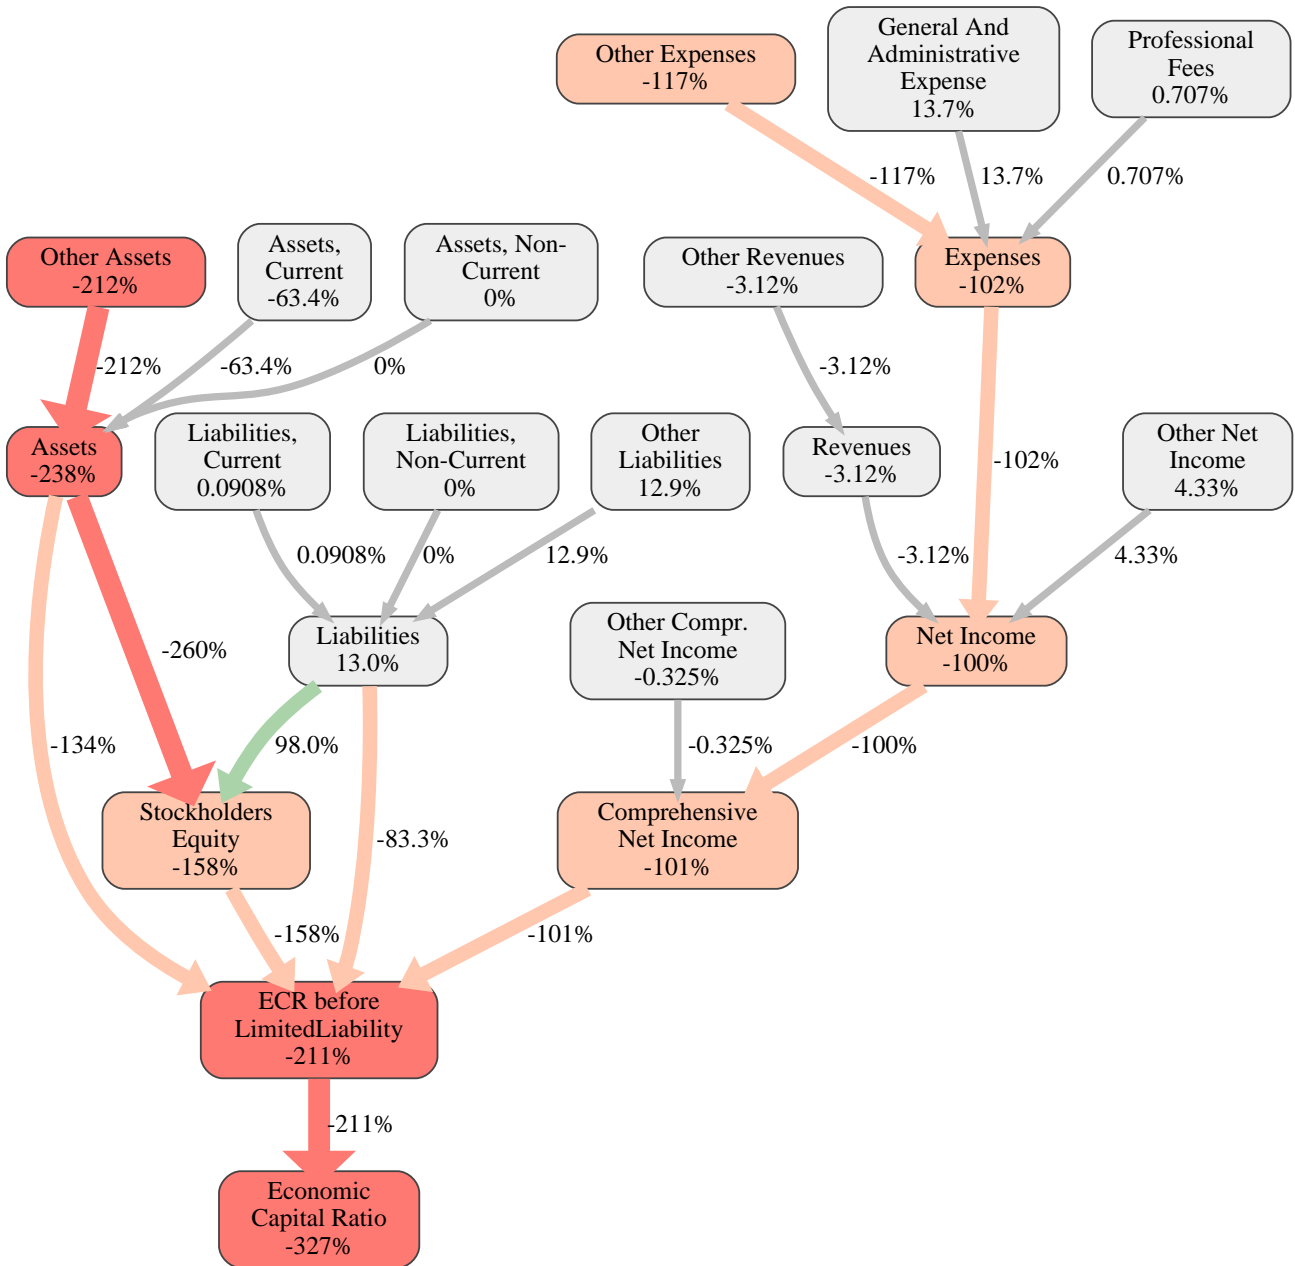 Other Expenses
-117%
General And
Administrative
Expense
13.7%
Professional
Fees
0.707%
-117%
13.7%
0.707%
Other Assets
-212%
Assets,
Current
-63.4%
Assets, Non-
Current
0%
Other Revenues
-3.12%
Expenses
-102%
-212%
-63.4%
0%
-3.12%
Assets
-238%
Liabilities,
Current
0.0908%
Liabilities,
Non-Current
0%
Other
Liabilities
12.9%
Revenues
-3.12%
-102%
Other Net
Income
4.33%
0.0908%
0%
12.9%
-3.12%
4.33%
-260%
Liabilities
13.0%
Other Compr.
Net Income
-0.325%
Net Income
-100%
-134%
98.0%
-0.325%
-100%
Stockholders
Equity
-158%
-83.3%
Comprehensive
Net Income
-101%
-158%
-101%
ECR before
LimitedLiability
-211%
-211%
Economic
Capital Ratio
-327%